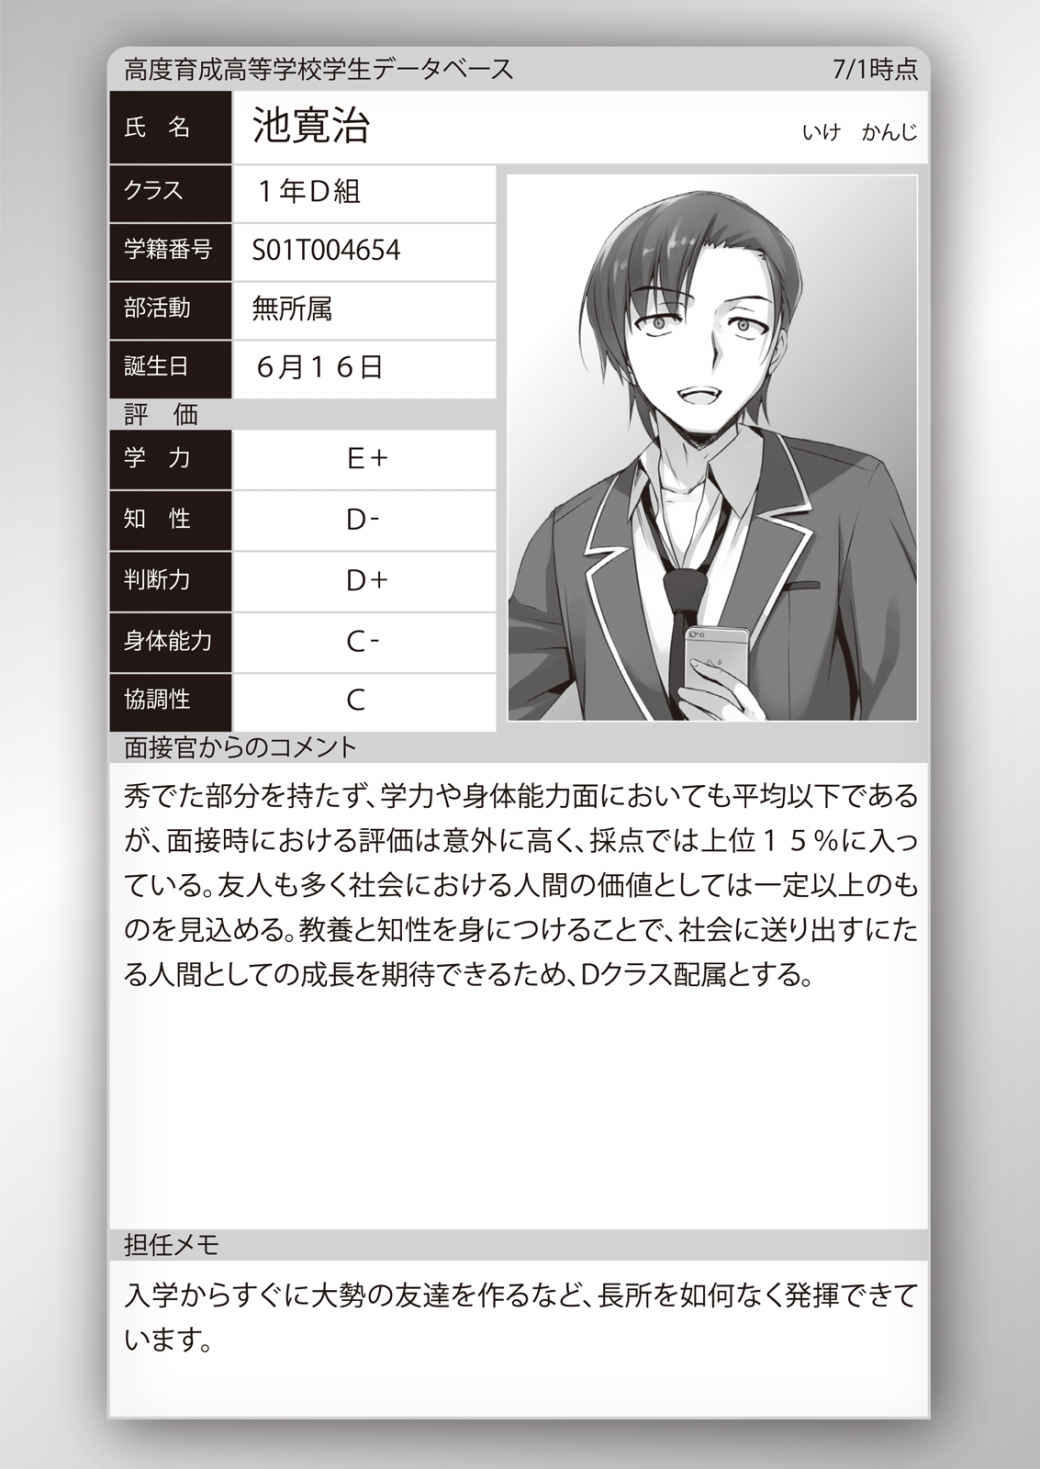 高度育成高等学校学生データベース 7/1時点
氏 名 池寛治 いけ かんじ
クラス 1年D組
学籍番号 S01T004654
部活動 無所属
誕生日 6月16日
評 価
学 力 E+
知 性 D-
判断力 D+
身体能力 C-
協調性 C
面接官からのコメント
秀でた部分を持たず、学力や身体能力面においても平均以下である
が、面接時における評価は意外に高く、採点では上位15%に入っ
ている。友人も多く社会における人間の価値としては一定以上のも
のを見込める。教養と知性を身につけることで、社会に送り出すにた
る人間としての成長を期待できるため、Dクラス配属とする。
担任メモ
入学からすぐに大勢の友達を作るなど、長所を如何なく発揮できて
います。